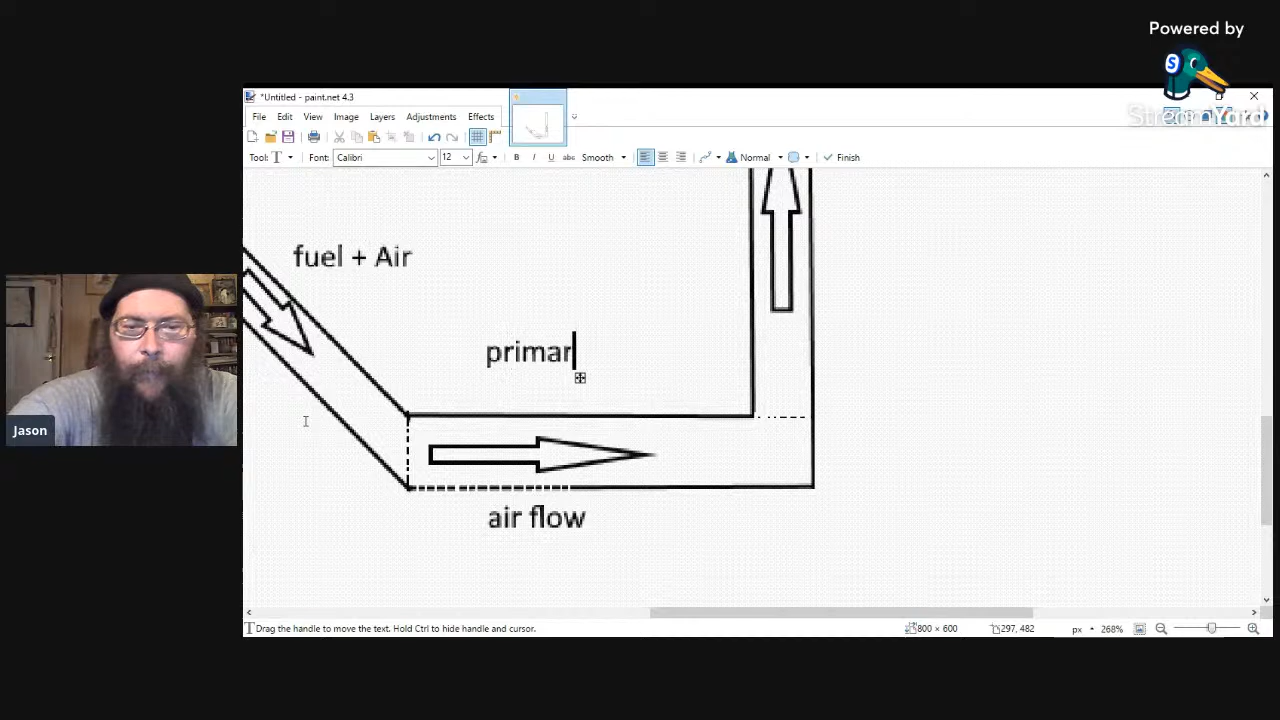 Powered by
StreamYard
*Untitled - paint.net 4.3
File Edit View Image Layers Adjustments Effects
Tool: T Font: Calibri 12 B I U abc Smooth Normal Finish
fuel + Air
primar
Jason
air flow
Drag the handle to move the text. Hold Ctrl to hide handle and cursor. 800 × 600 297, 482 px 268%